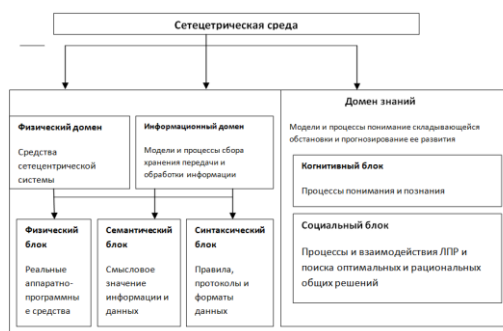 Сетецетрическая среда
Физический домен
Средства
сетецентрической
системы
Информационный домен
Модели и процессы сбора
хранения передачи и
обработки информации
Физический
блок
Реальные
аппаратно-
программны
е средства
Семантический
блок
Смысловое
значение
информации и
данных
Синтаксический
блок
Правила,
протоколы и
форматы
данных
Домен знаний
Модели и процессы понимание складывающейся
обстановки и прогнозирование ее развития
Когнитивный блок
Процессы понимания и познания
Социальный блок
Процессы и взаимодействия ЛПР и
поиска оптимальных и рациональных
общих решений